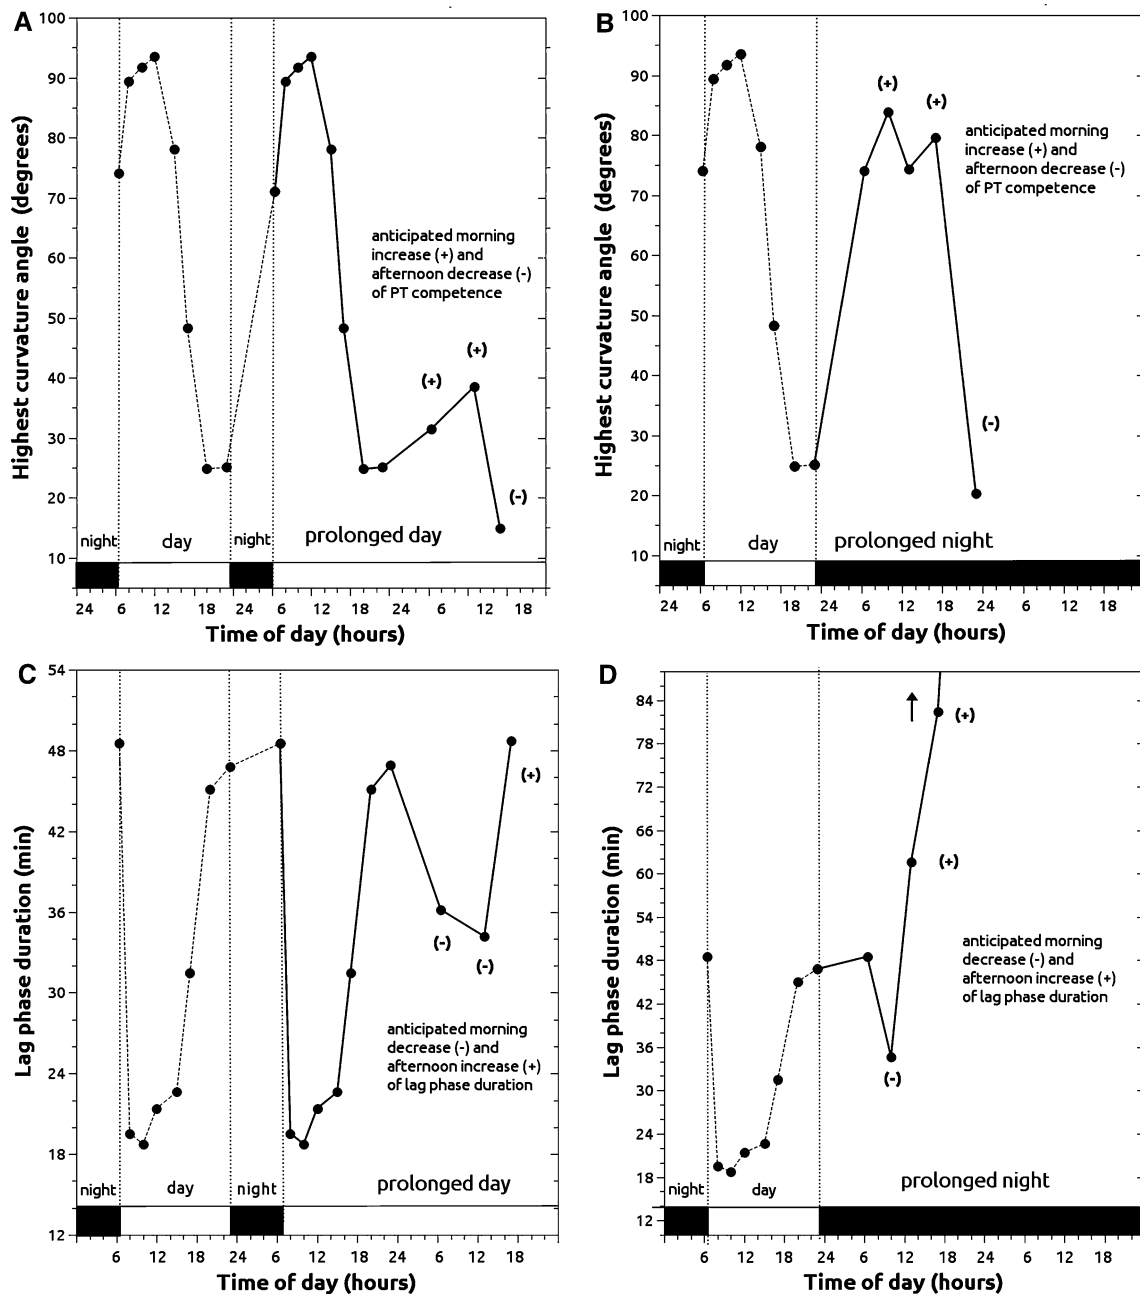 A
100
90
80
70
60
50
40
30
20
10
Highest curvature angle (degrees)
anticipated morning
increase (+) and
afternoon decrease (-)
of PT competence
(+)
(+)
(-)
night
day
night
prolonged day
24 6 12 18 24 6 12 18 24 6 12 18
Time of day (hours)
B
100
90
80
70
60
50
40
30
20
10
Highest curvature angle (degrees)
(+)
(+)
anticipated morning
increase (+) and
afternoon decrease (-)
of PT competence
(-)
night
day
prolonged night
24 6 12 18 24 6 12 18 24 6 12 18
Time of day (hours)
C
54
48
42
36
30
24
18
12
Lag phase duration (min)
(+)
(-)
(-)
anticipated morning
decrease (-) and
afternoon increase (+)
of lag phase duration
night
day
night
prolonged day
6 12 18 24 6 12 18 24 6 12 18
Time of day (hours)
D
84
78
72
66
60
54
48
42
36
30
24
18
12
Lag phase duration (min)
(+)
(+)
anticipated morning
decrease (-) and
afternoon increase (+)
of lag phase duration
(-)
night
day
prolonged night
6 12 18 24 6 12 18 24 6 12 18
Time of day (hours)